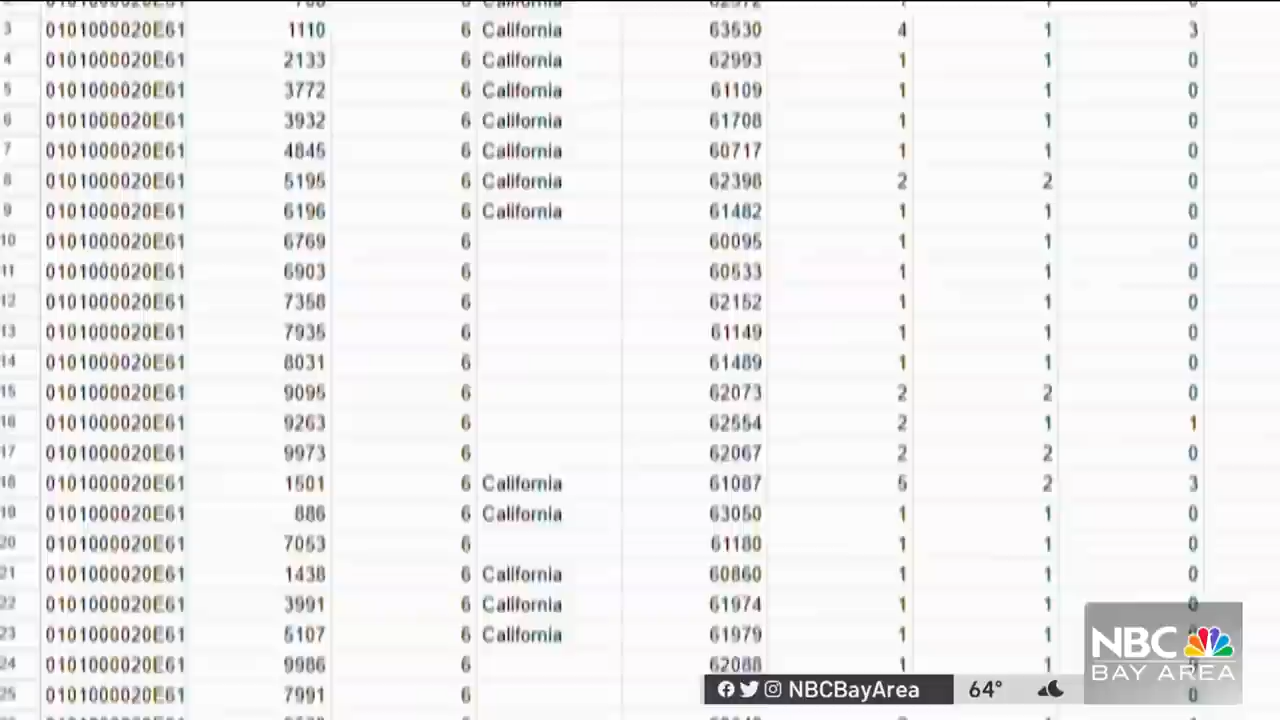 3 0101000020E61 1110 6 California 63530 4 1 3
4 0101000020E61 2133 6 California 62993 1 1 0
5 0101000020E61 3772 6 California 61109 1 1 0
6 0101000020E61 3932 6 California 61708 1 1 0
7 0101000020E61 4845 6 California 60717 1 1 0
8 0101000020E61 5195 6 California 62398 2 2 0
9 0101000020E61 6196 6 California 61482 1 1 0
10 0101000020E61 6769 6 60095 1 1 0
11 0101000020E61 6903 6 60533 1 1 0
12 0101000020E61 7358 6 62152 1 1 0
13 0101000020E61 7935 6 61149 1 1 0
14 0101000020E61 8031 6 61489 1 1 0
15 0101000020E61 9095 6 62073 2 2 0
16 0101000020E61 9263 6 62554 2 1 1
17 0101000020E61 9973 6 62067 2 2 0
18 0101000020E61 1501 6 California 61087 5 2 3
19 0101000020E61 886 6 California 63050 1 1 0
20 0101000020E61 7053 6 61180 1 1 0
21 0101000020E61 1438 6 California 60860 1 1 0
22 0101000020E61 3991 6 California 61974 1 1 0
23 0101000020E61 5107 6 California 61979 1 1
24 0101000020E61 9986 6 62088 1 1
25 0101000020E61 7991 6 0
NBC
BAY AREA
NBCBayArea 64°